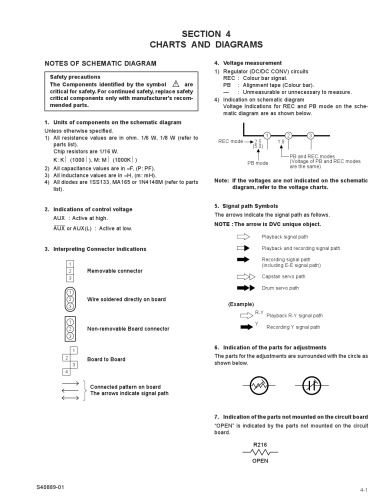 SECTION 4
CHARTS AND DIAGRAMS
NOTES OF SCHEMATIC DIAGRAM
Safety precautions
The Components identified by the symbol ⚠ are
critical for safety. For continued safety, replace safety
critical components only with manufacturer's recom-
mended parts.
1. Units of components on the schematic diagram
Unless otherwise specified.
1) All resistance values are in ohm. 1/6 W, 1/8 W (refer to
parts list).
Chip resistors are 1/16 W.
K: K (1000 ), M: M (1000K )
2) All capacitance values are in F, (P: PF).
3) All inductance values are in H, (m: mH).
4) All diodes are 1SS133, MA165 or 1N4148M (refer to parts
list).
2. Indications of control voltage
AUX : Active at high.
AUX or AUX(L) : Active at low.
3. Interpreting Connector indications
1
2
3
Removable connector
1
2
3
Wire soldered directly on board
1
2
3
Non-removable Board connector
1
2
3
4
Board to Board
Connected pattern on board
The arrows indicate signal path
4. Voltage measurement
1) Regulator (DC/DC CONV) circuits
REC : Colour bar signal.
PB : Alignment tape (Colour bar).
— : Unmeasurable or unnecessary to measure.
4) Indication on schematic diagram
Voltage Indications for REC and PB mode on the sche-
matic diagram are as shown below.
1 2 3
REC mode
1.8
PB mode
PB and REC modes
(Voltage of PB and REC modes
are the same)
Note: If the voltages are not indicated on the schematic
diagram, refer to the voltage charts.
5. Signal path Symbols
The arrows indicate the signal path as follows.
NOTE : The arrow is DVC unique object.
Playback signal path
Playback and recording signal path
Recording signal path
(including E-E signal path)
Capstan servo path
Drum servo path
(Example)
R-Y
Playback R-Y signal path
Y
Recording Y signal path
6. Indication of the parts for adjustments
The parts for the adjustments are surrounded with the circle as
shown below.
7. Indication of the parts not mounted on the circuit board
"OPEN" is indicated by the parts not mounted on the circuit
board.
R216
OPEN
S40889-01
4-1